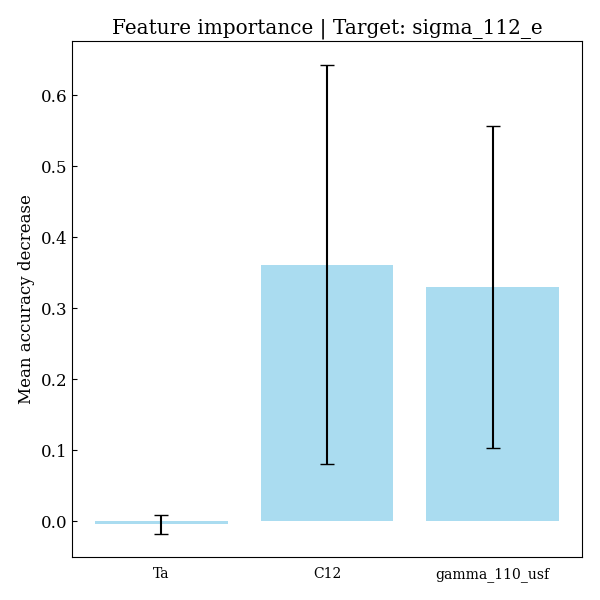 Feature importance | Target: sigma_112_e
Mean accuracy decrease
0.6
0.5
0.4
0.3
0.2
0.1
0.0
Ta
C12
gamma_110_usf